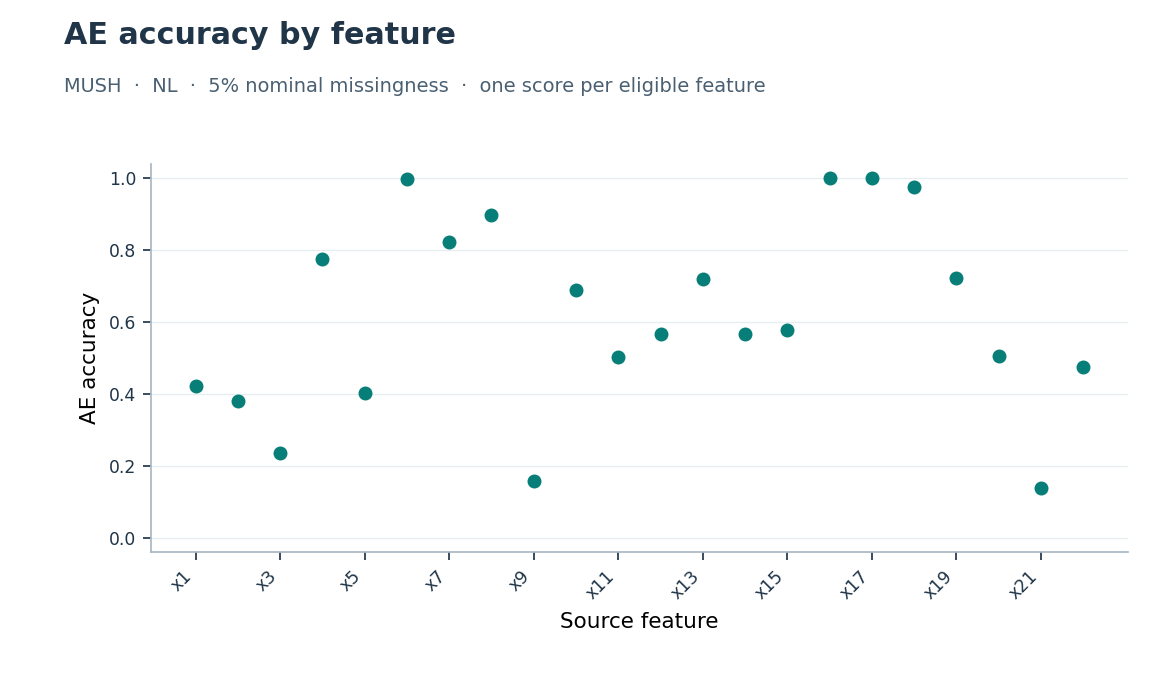 AE accuracy by feature
MUSH · NL · 5% nominal missingness · one score per eligible feature
1.0
0.8
0.6
0.4
0.2
0.0
AE accuracy
x1 x3 x5 x7 x9 x11 x13 x15 x17 x19 x21
Source feature